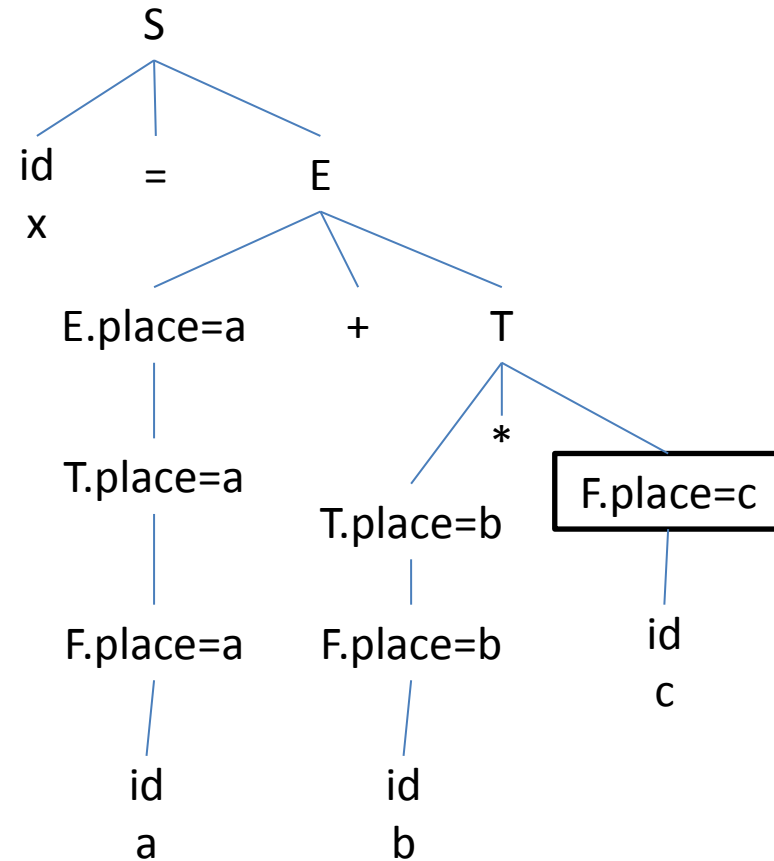 S
id = E
x
E.place=a + T
*
T.place=a
F.place=c
T.place=b
F.place=a F.place=b id
c
id id
a b